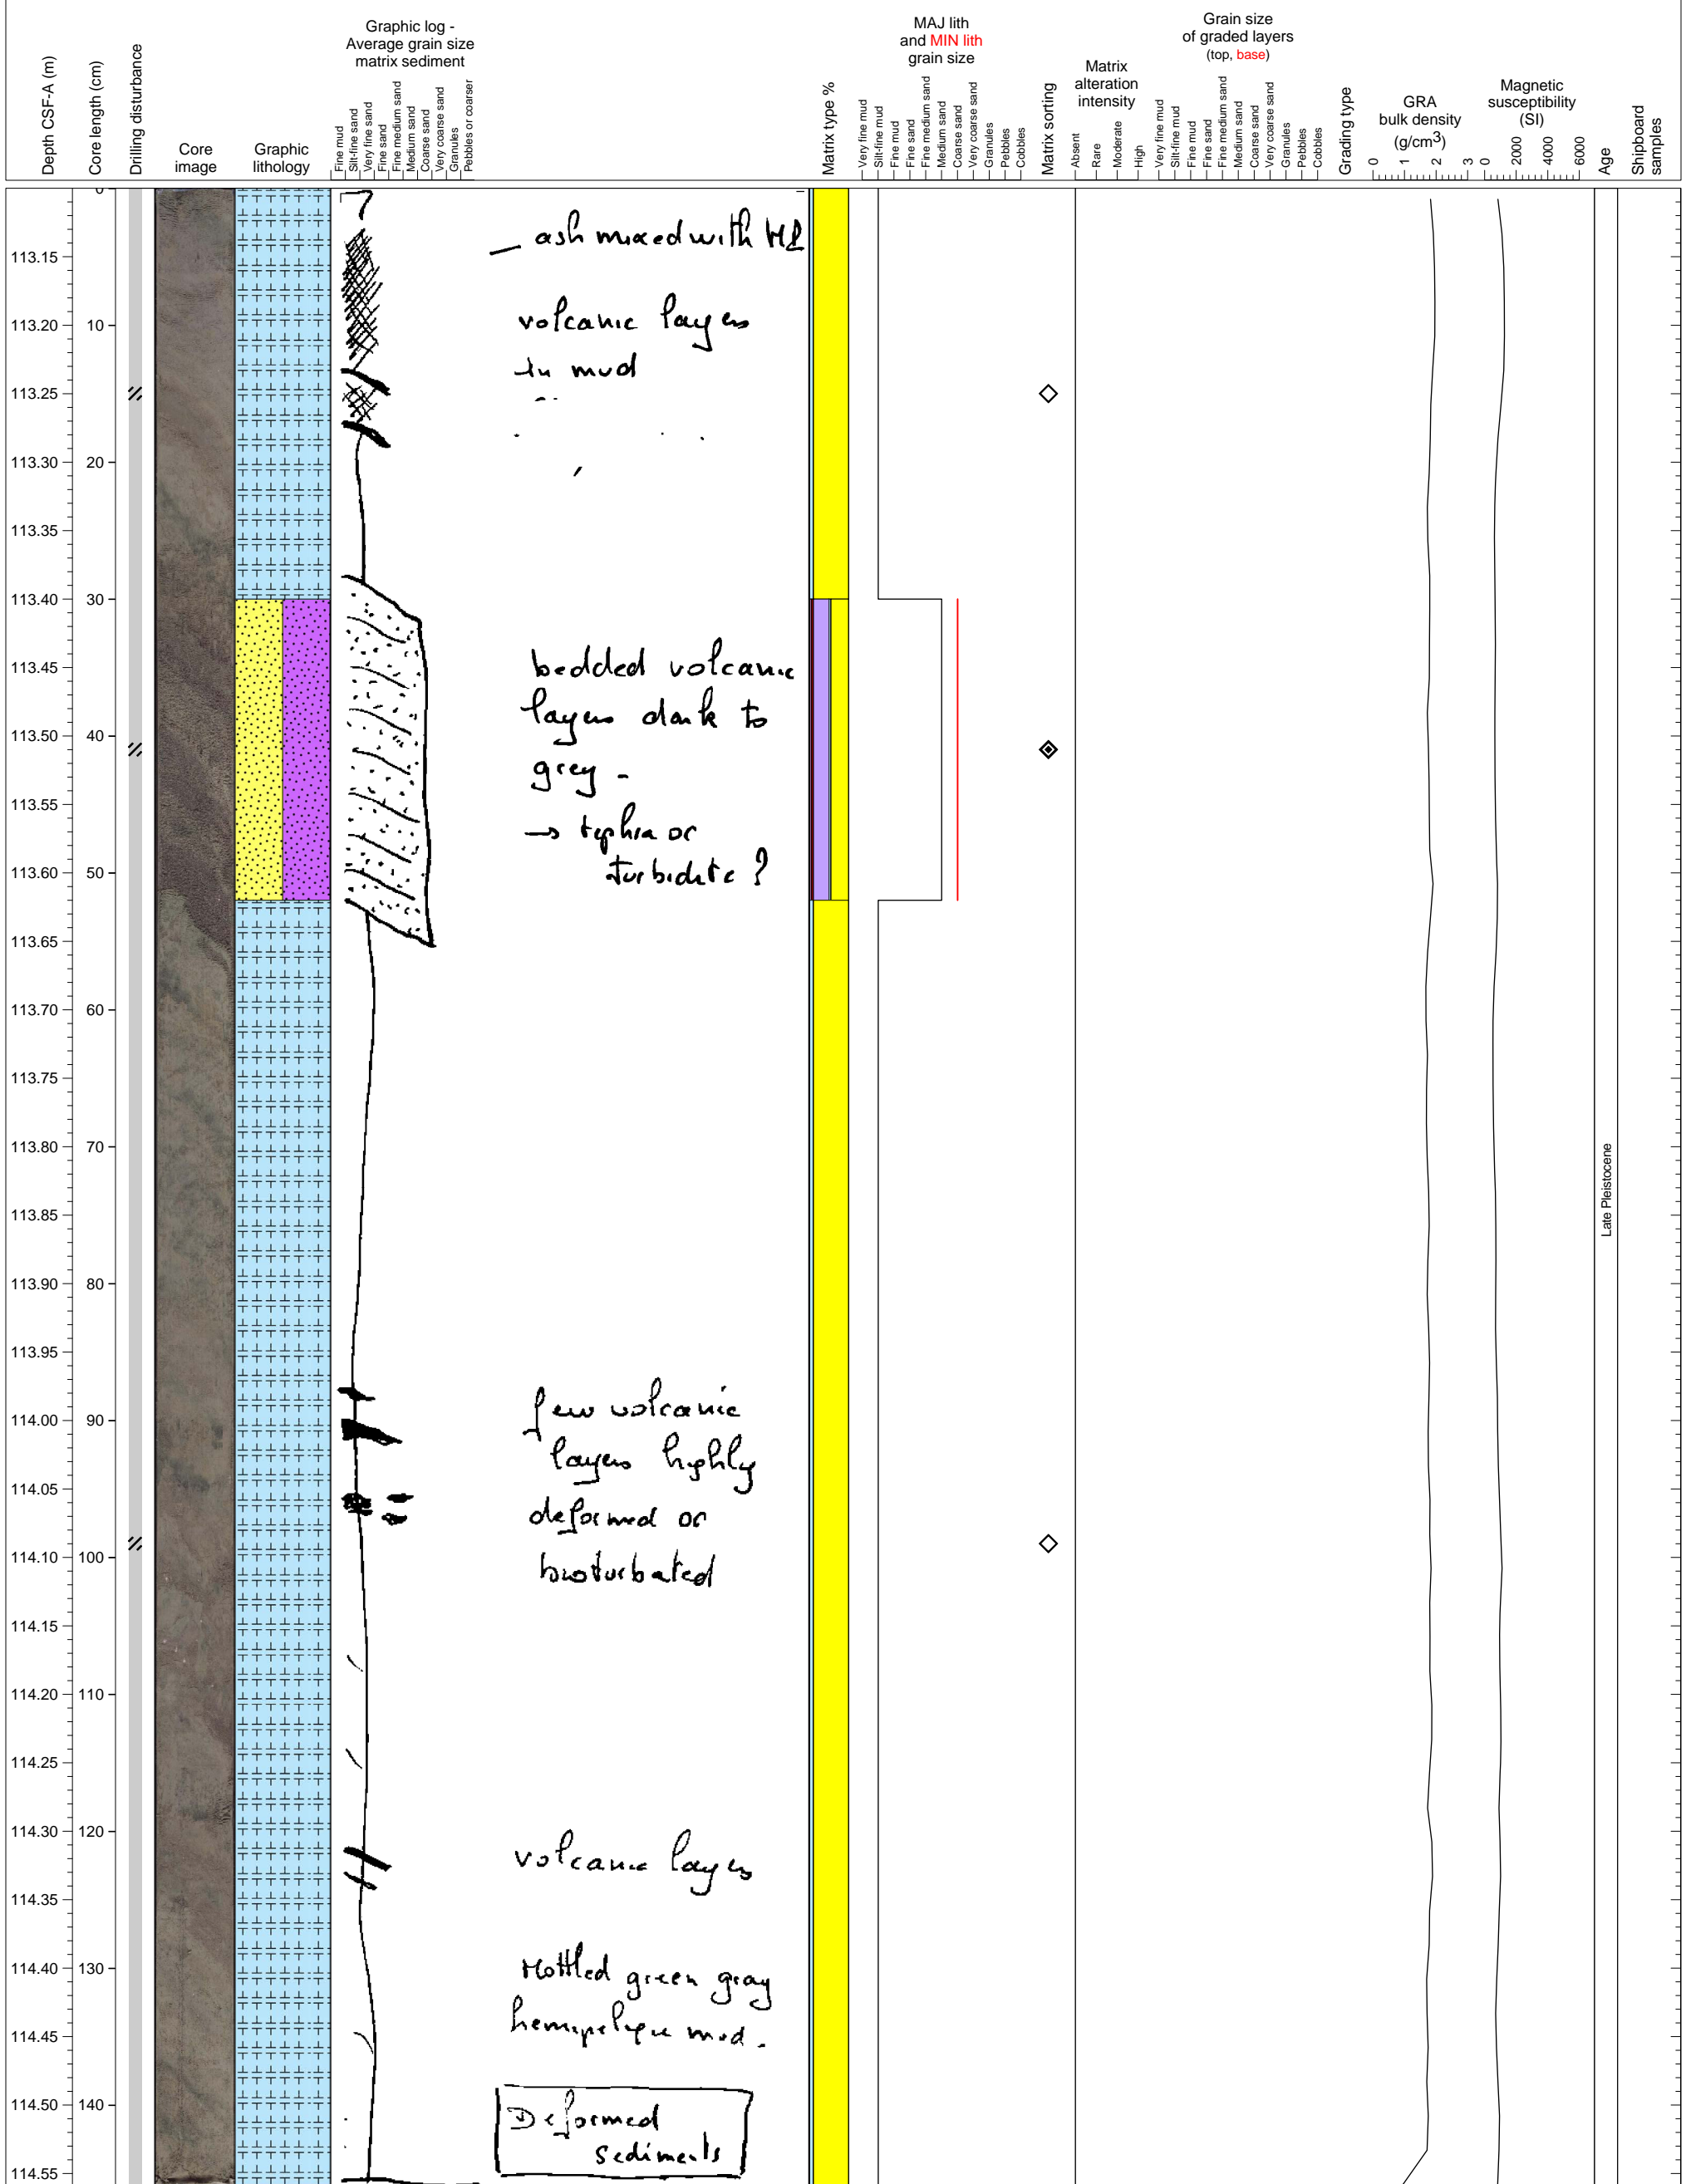 Depth CSF-A (m)
Core length (cm)
Drilling disturbance
Core
image
Graphic
lithology
Graphic log -
Average grain size
matrix sediment
Fine mud
Silt-fine sand
Very fine sand
Fine sand
Fine medium sand
Medium sand
Coarse sand
Very coarse sand
Granules
Pebbles or coarser
Matrix type %
MAJ lith
and MIN lith
grain size
Very fine mud
Silt-fine mud
Fine mud
Fine sand
Fine medium sand
Medium sand
Coarse sand
Very coarse sand
Granules
Pebbles
Cobbles
Matrix sorting
Matrix
alteration
intensity
Absent
Rare
Moderate
High
Grain size
of graded layers
(top, base)
Very fine mud
Silt-fine mud
Fine mud
Fine sand
Fine medium sand
Medium sand
Coarse sand
Very coarse sand
Granules
Pebbles
Cobbles
Grading type
GRA
bulk density
(g/cm3)
0 1 2 3
Magnetic
susceptibility
(SI)
0 2000 4000 6000
Age
Shipboard
samples
0
113.15
113.20 10
113.25
113.30 20
113.35
113.40 30
113.45
113.50 40
113.55
113.60 50
113.65
113.70 60
113.75
113.80 70
113.85
113.90 80
113.95
114.00 90
114.05
114.10 100
114.15
114.20 110
114.25
114.30 120
114.35
114.40 130
114.45
114.50 140
114.55
ash mixed with HP
volcanic layers
in mud
bedded volcanic
layers dark to
grey -
→ tephra or
turbidite ?
few volcanic
layers highly
deformed or
bioturbated
volcanic layers
Mottled green gray
hemipelagic mud.
Deformed
sediments
Late Pleistocene